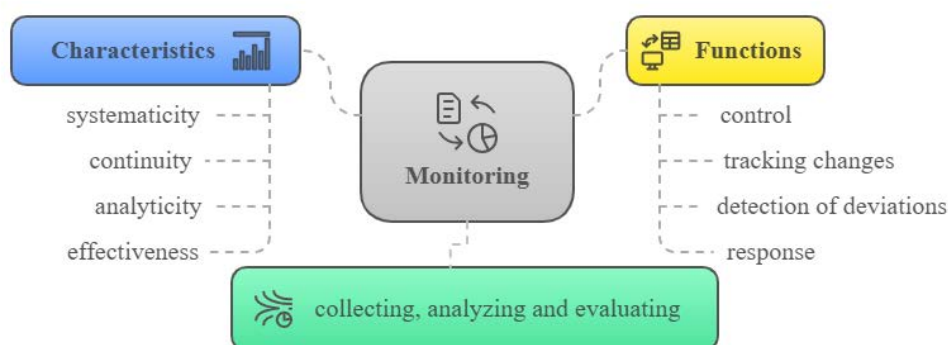 Characteristics
systematicity
continuity
analyticity
effectiveness
Monitoring
Functions
control
tracking changes
detection of deviations
response
collecting, analyzing and evaluating